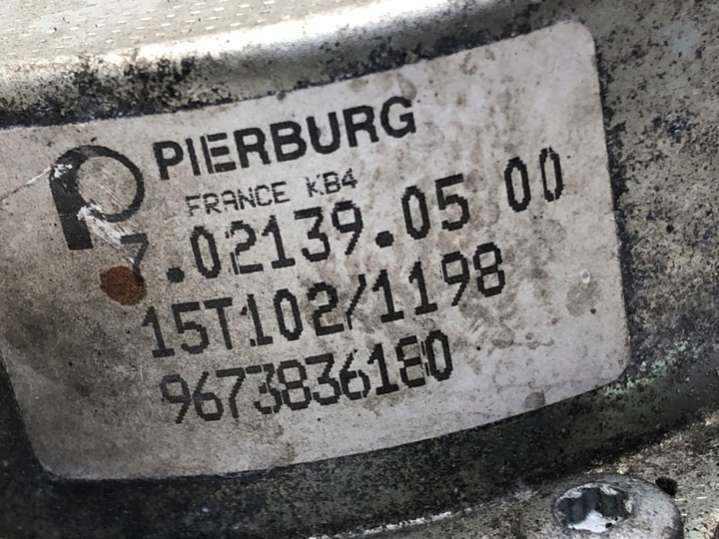 PIERBURG
FRANCE KB4
7.02139.05 00
15T102/1198
9673836180